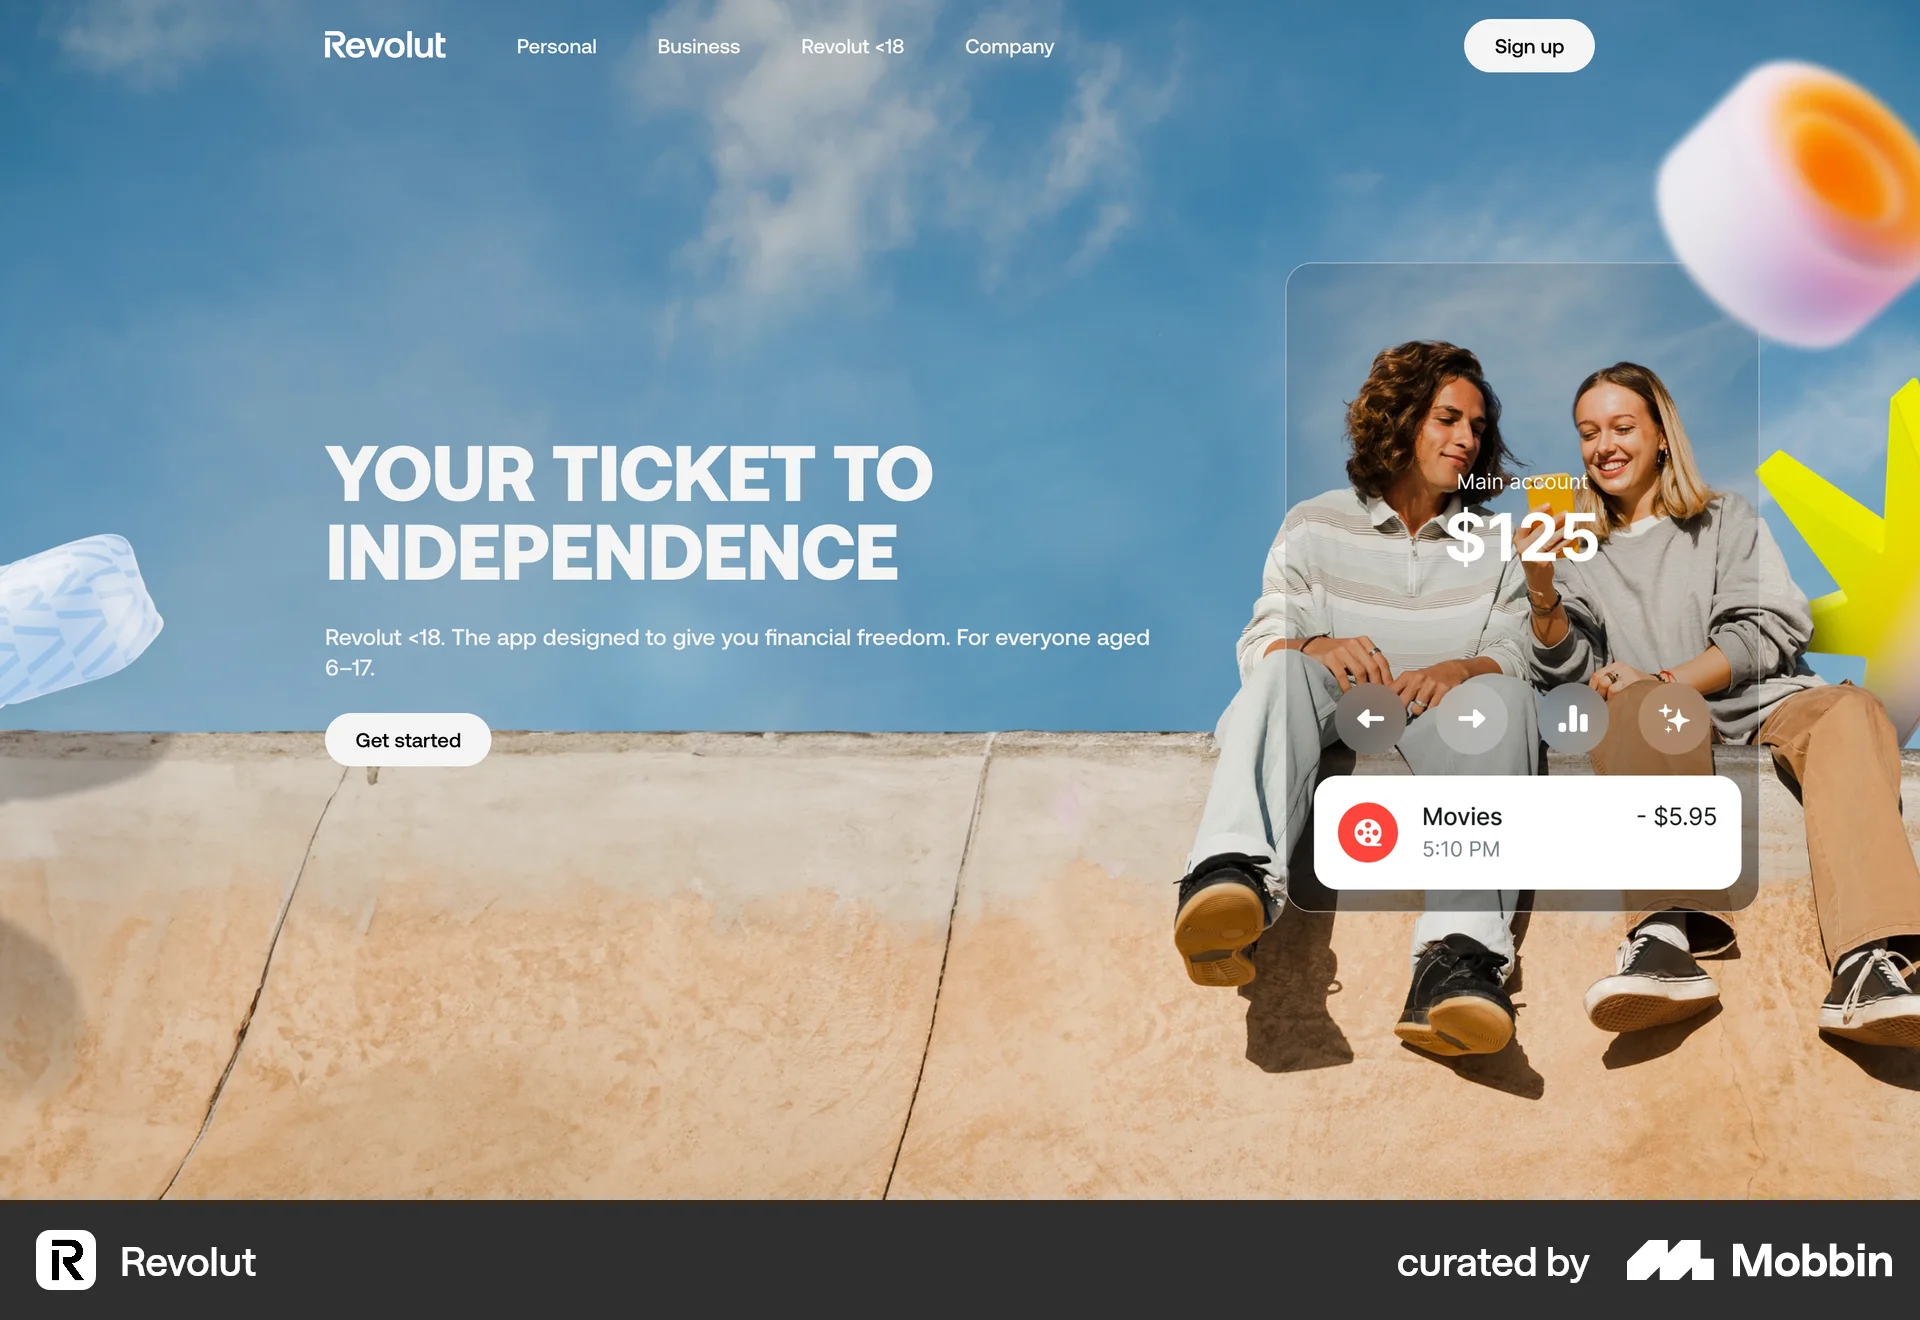 Revolut
Personal
Business
Revolut <18
Company
Sign up
YOUR TICKET TO
INDEPENDENCE
Revolut <18. The app designed to give you financial freedom. For everyone aged
6–17.
Get started
Main account
$125
Movies
- $5.95
5:10 PM
Revolut
curated by
Mobbin